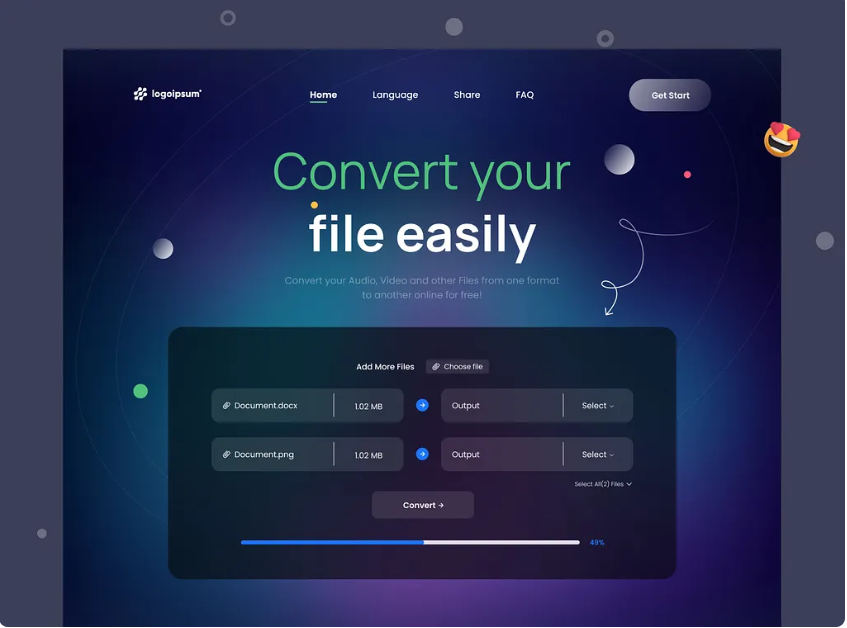 logoipsum
Home Language Share FAQ Get Start
Convert your
file easily
Convert your Audio, Video and other Files from one format
to another online for free!
Add More Files Choose file
Document.docx 1.02 MB Output Select
Document.png 1.02 MB Output Select
Select All(2) Files
Convert →
49%